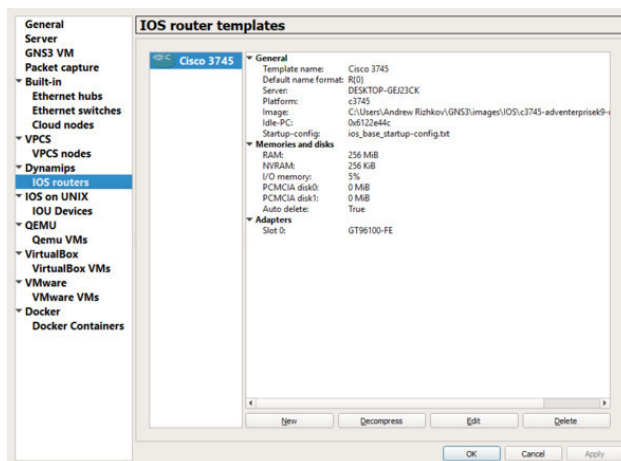 General
Server
GNS3 VM
Packet capture
Built-in
Ethernet hubs
Ethernet switches
Cloud nodes
VPCS
VPCS nodes
Dynamips
IOS routers
IOS on UNIX
IOU Devices
QEMU
Qemu VMs
VirtualBox
VirtualBox VMs
VMware
VMware VMs
Docker
Docker Containers
IOS router templates
Cisco 3745
General
Template name: Cisco 3745
Default name format: R{0}
Server: DESKTOP-GEJ23CK
Platform: c3745
Image: C:\Users\Andrew Rizhkov\GNS3\images\IOS\c3745-adventerprisek9-
Idle-PC: 0x6122e44c
Startup-config: ios_base_startup-config.txt
Memories and disks
RAM: 256 MiB
NVRAM: 256 KiB
I/O memory: 5%
PCMCIA disk0: 0 MiB
PCMCIA disk1: 0 MiB
Auto delete: True
Adapters
Slot 0: GT96100-FE
New Decompress Edit Delete
OK Cancel Apply